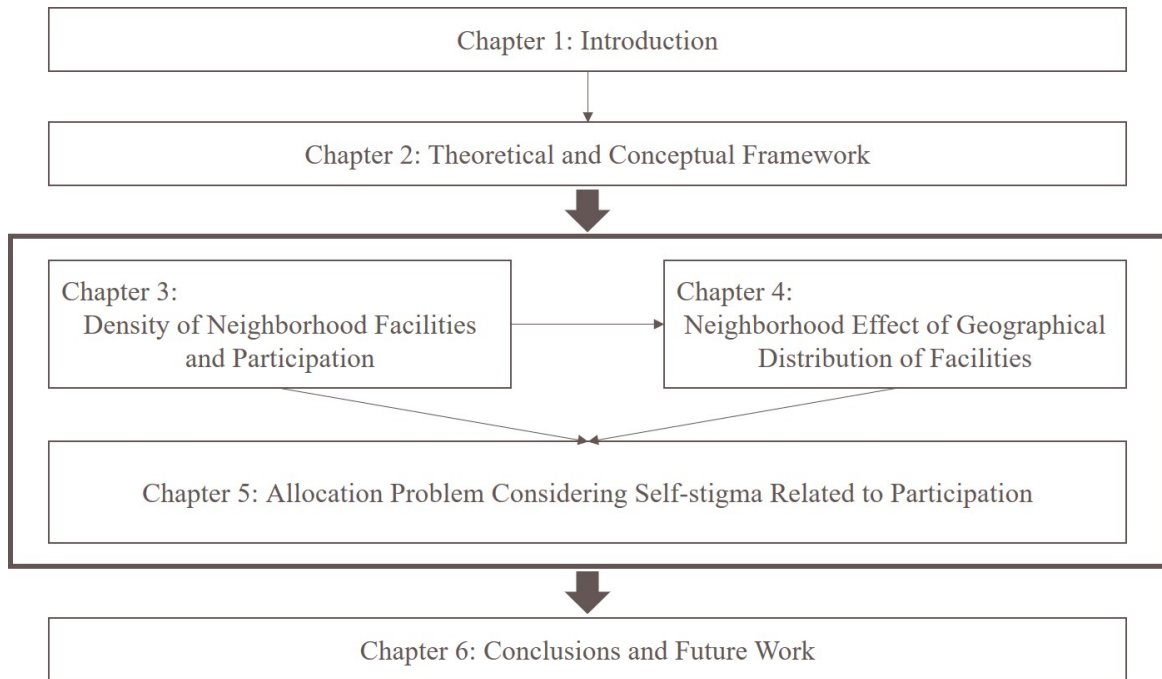 Chapter 1: Introduction
Chapter 2: Theoretical and Conceptual Framework
Chapter 3:
Density of Neighborhood Facilities
and Participation
Chapter 4:
Neighborhood Effect of Geographical
Distribution of Facilities
Chapter 5: Allocation Problem Considering Self-stigma Related to Participation
Chapter 6: Conclusions and Future Work